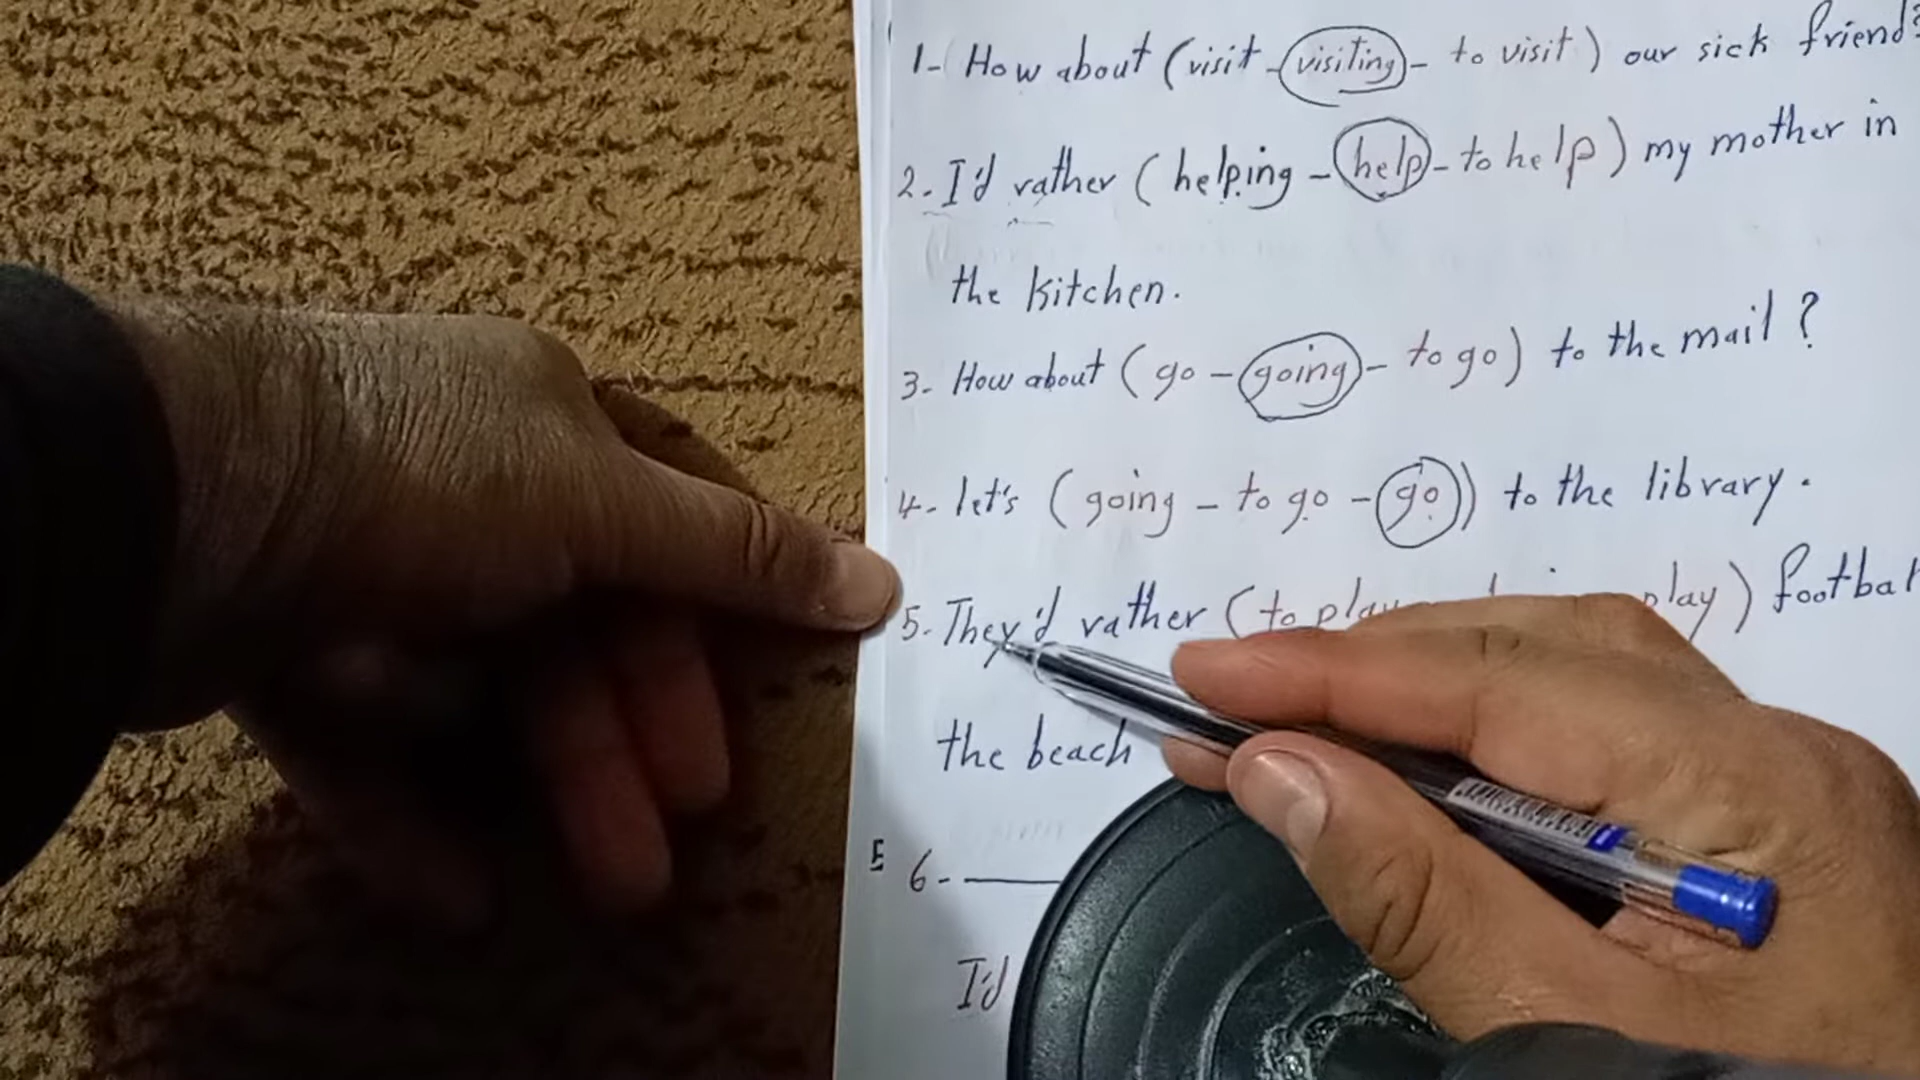 1- How about (visit - visiting - to visit) our sick friend?
2. I'd rather (helping - help - to help) my mother in
the kitchen.
3- How about (go - going - to go) to the mail ?
4- let's (going - to go - go) to the library.
5. They'd rather (to play play)
the beach
6-
I'd